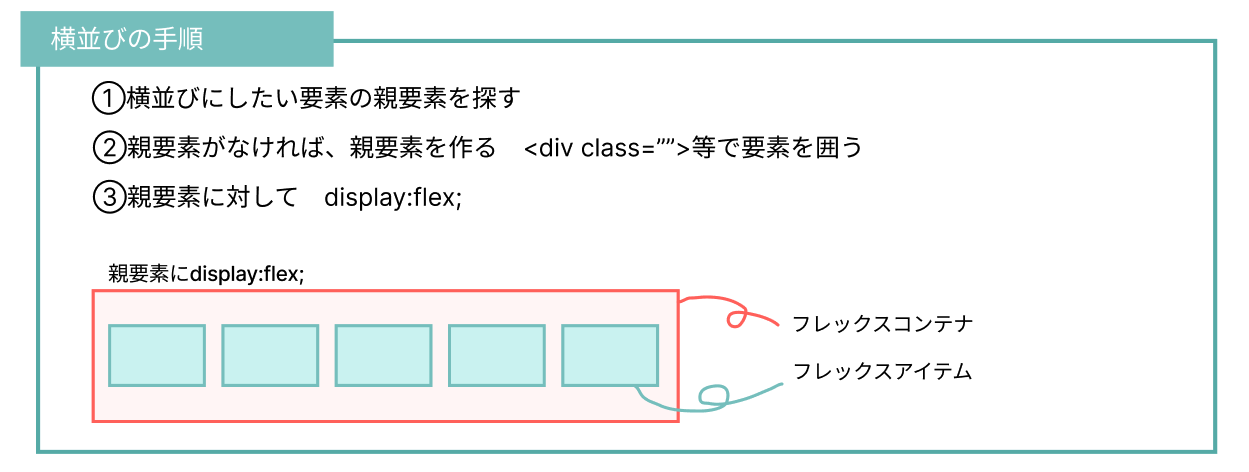 横並びの手順
①横並びにしたい要素の親要素を探す
②親要素がなければ、親要素を作る　<div class=””>等で要素を囲う
③親要素に対して　display:flex;
親要素にdisplay:flex;
フレックスコンテナ
フレックスアイテム